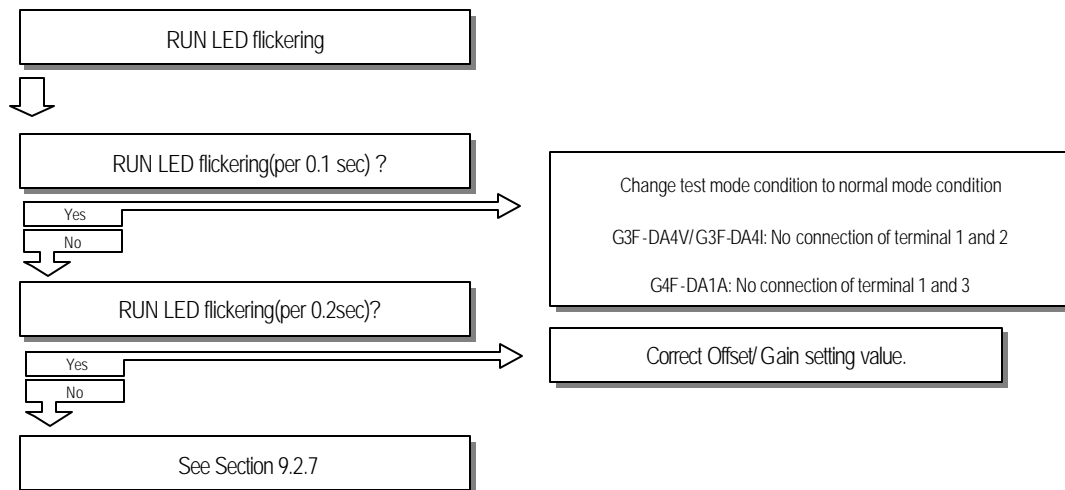 RUN LED flickering
RUN LED flickering(per 0.1 sec) ?
Yes
No
Change test mode condition to normal mode condition
G3F-DA4V/G3F-DA4I: No connection of terminal 1 and 2
G4F-DA1A: No connection of terminal 1 and 3
RUN LED flickering(per 0.2sec)?
Yes
No
Correct Offset/Gain setting value.
See Section 9.2.7